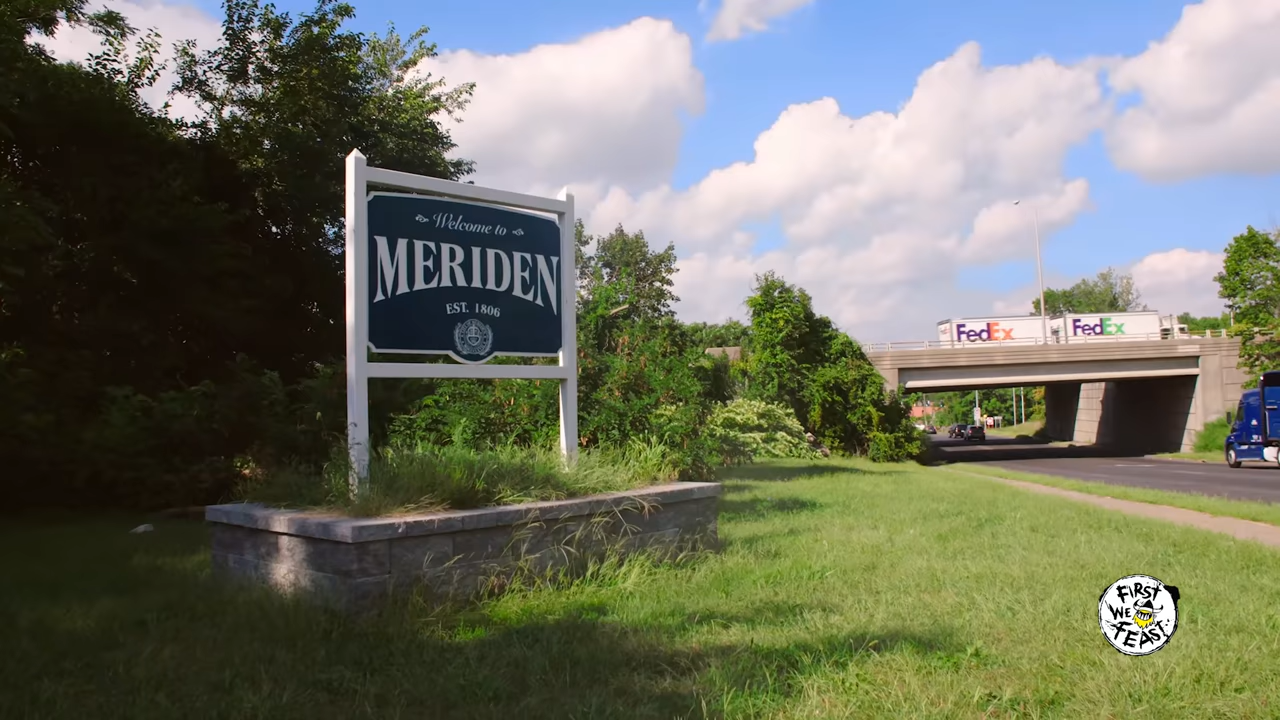 Welcome to
MERIDEN
EST. 1806
FedEx
FedEx
FIRST
WE
FEAST